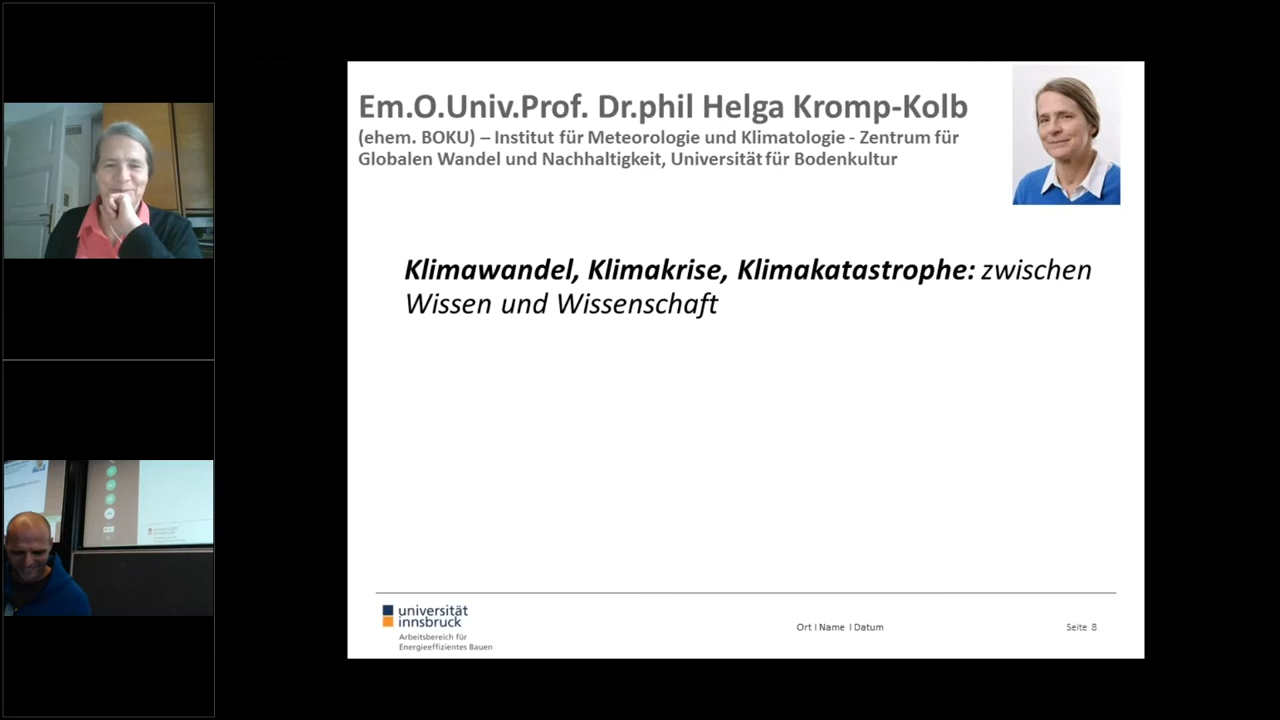 Em.O.Univ.Prof. Dr.phil Helga Kromp-Kolb
(ehem. BOKU) – Institut für Meteorologie und Klimatologie - Zentrum für
Globalen Wandel und Nachhaltigkeit, Universität für Bodenkultur
Klimawandel, Klimakrise, Klimakatastrophe: zwischen
Wissen und Wissenschaft
universität
innsbruck
Arbeitsbereich für
Energieeffizientes Bauen
Ort I Name I Datum
Seite 8
universität
innsbruck